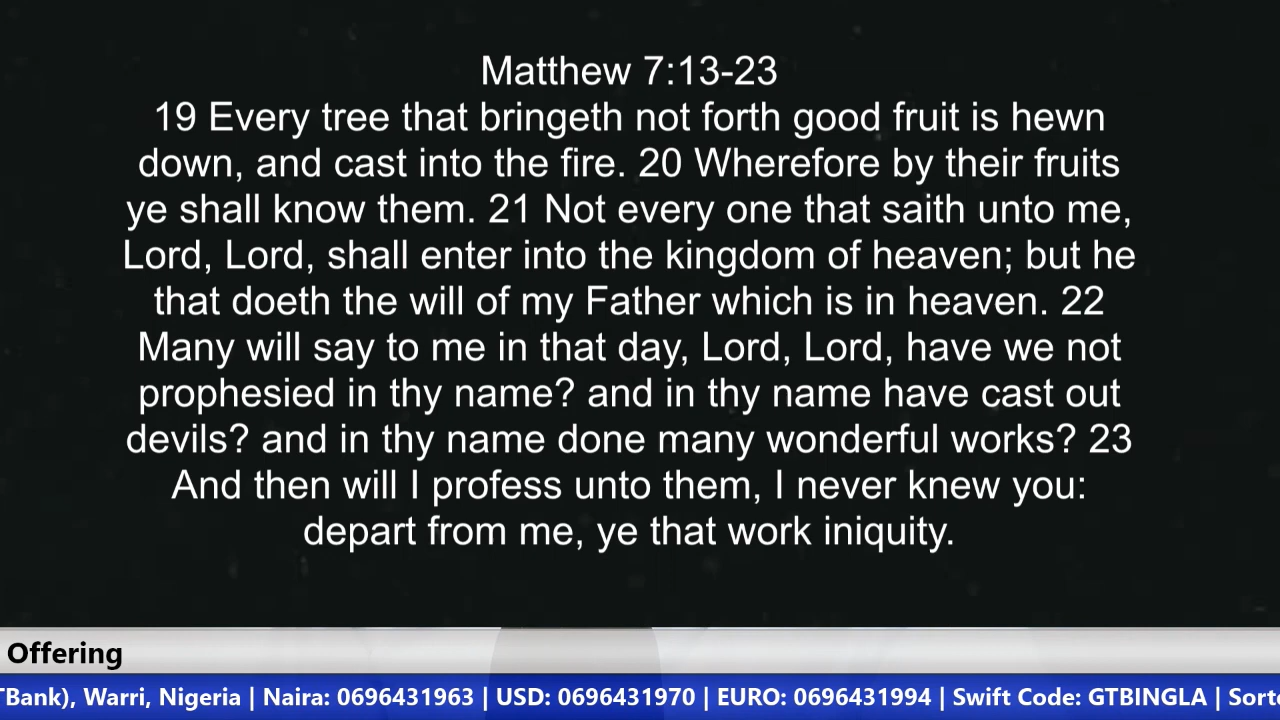 Matthew 7:13-23
19 Every tree that bringeth not forth good fruit is hewn
down, and cast into the fire. 20 Wherefore by their fruits
ye shall know them. 21 Not every one that saith unto me,
Lord, Lord, shall enter into the kingdom of heaven; but he
that doeth the will of my Father which is in heaven. 22
Many will say to me in that day, Lord, Lord, have we not
prophesied in thy name? and in thy name have cast out
devils? and in thy name done many wonderful works? 23
And then will I profess unto them, I never knew you:
depart from me, ye that work iniquity.
Offering
TBank), Warri, Nigeria | Naira: 0696431963 | USD: 0696431970 | EURO: 0696431994 | Swift Code: GTBINGLA |